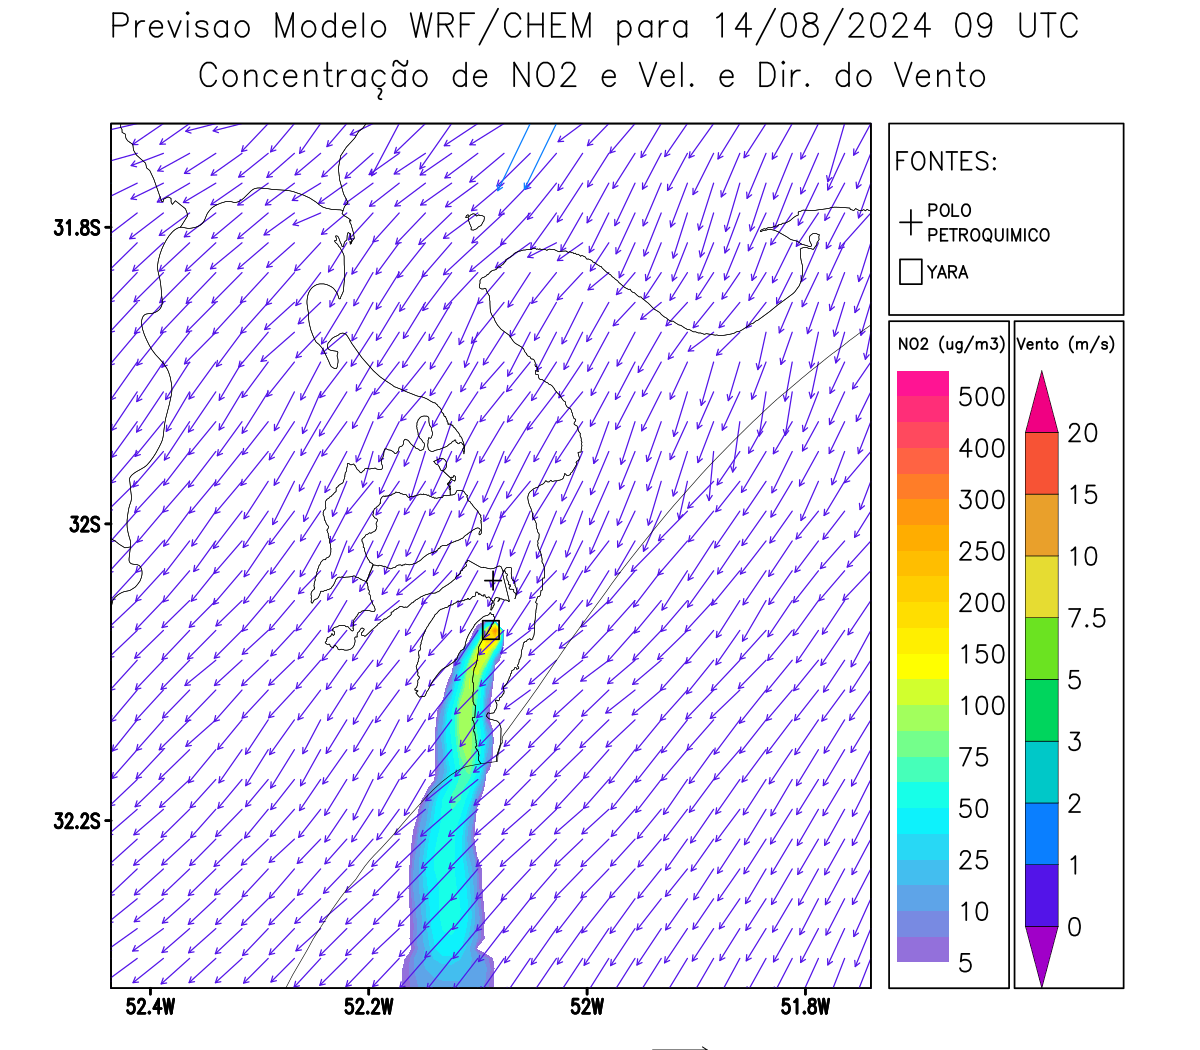 Previsao Modelo WRF/CHEM para 14/08/2024 09 UTC
Concentração de NO2 e Vel. e Dir. do Vento
FONTES:
POLO
PETROQUIMICO
YARA
NO2 (ug/m3)
500
400
300
250
200
150
100
75
50
25
10
5
Vento (m/s)
20
15
10
7.5
5
3
2
1
0
31.8S
32S
32.2S
52.4W
52.2W
52W
51.8W